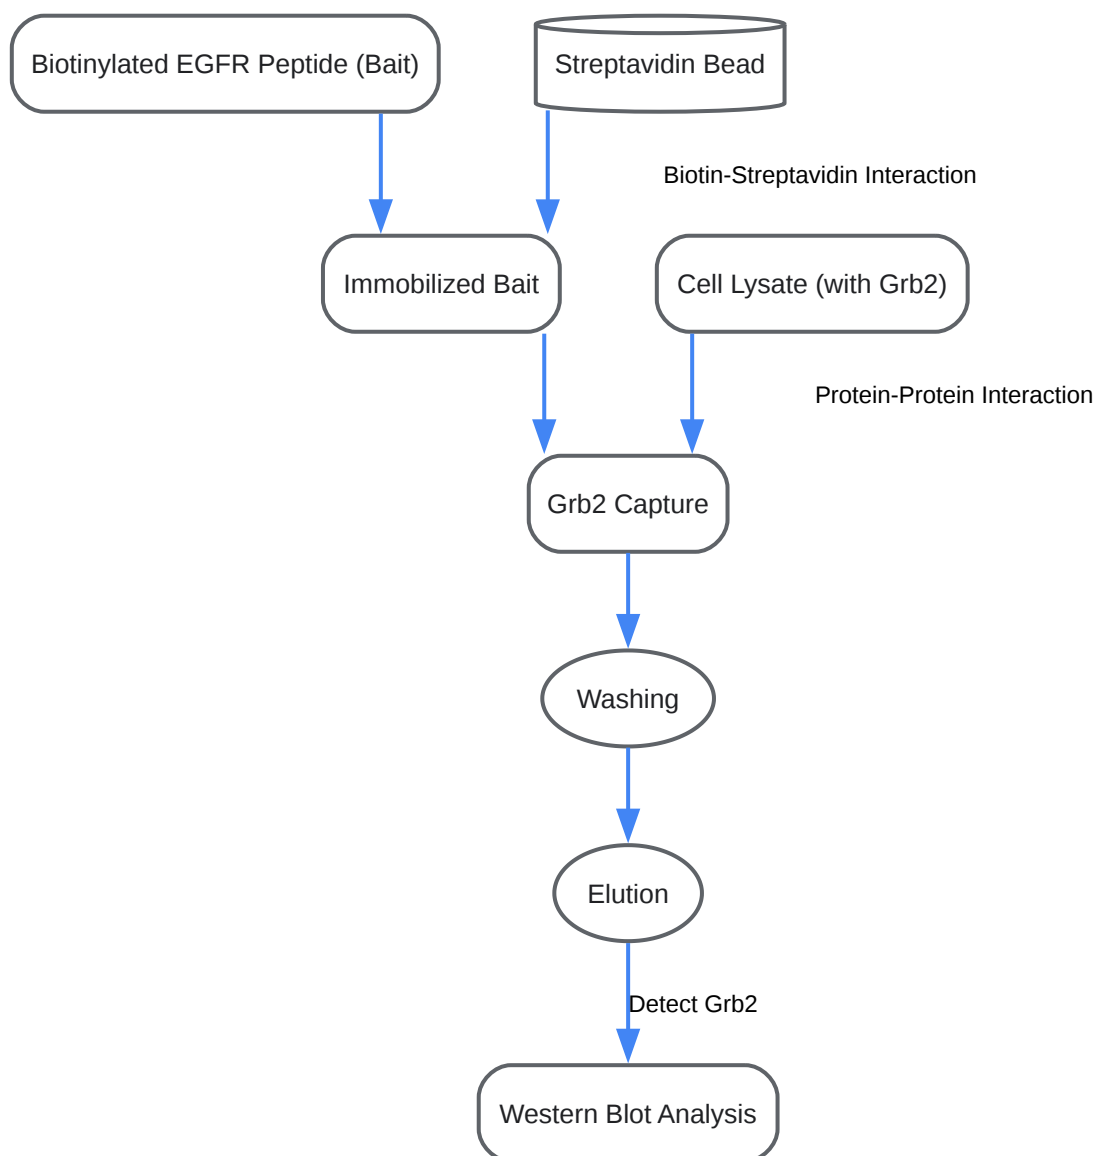 Biotinylated EGFR Peptide (Bait)
Streptavidin Bead
Biotin-Streptavidin Interaction
Immobilized Bait
Cell Lysate (with Grb2)
Protein-Protein Interaction
Grb2 Capture
Washing
Elution
Detect Grb2
Western Blot Analysis